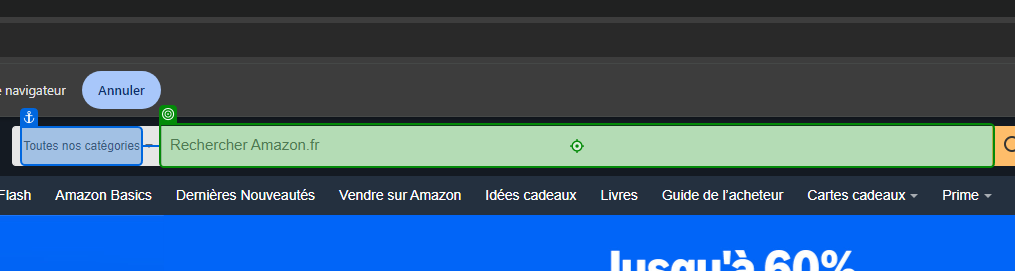 navigateur
Annuler
Toutes nos catégories
Rechercher Amazon.fr
Flash
Amazon Basics
Dernières Nouveautés
Vendre sur Amazon
Idées cadeaux
Livres
Guide de l'acheteur
Cartes cadeaux
Prime
Jusqu'à 60%